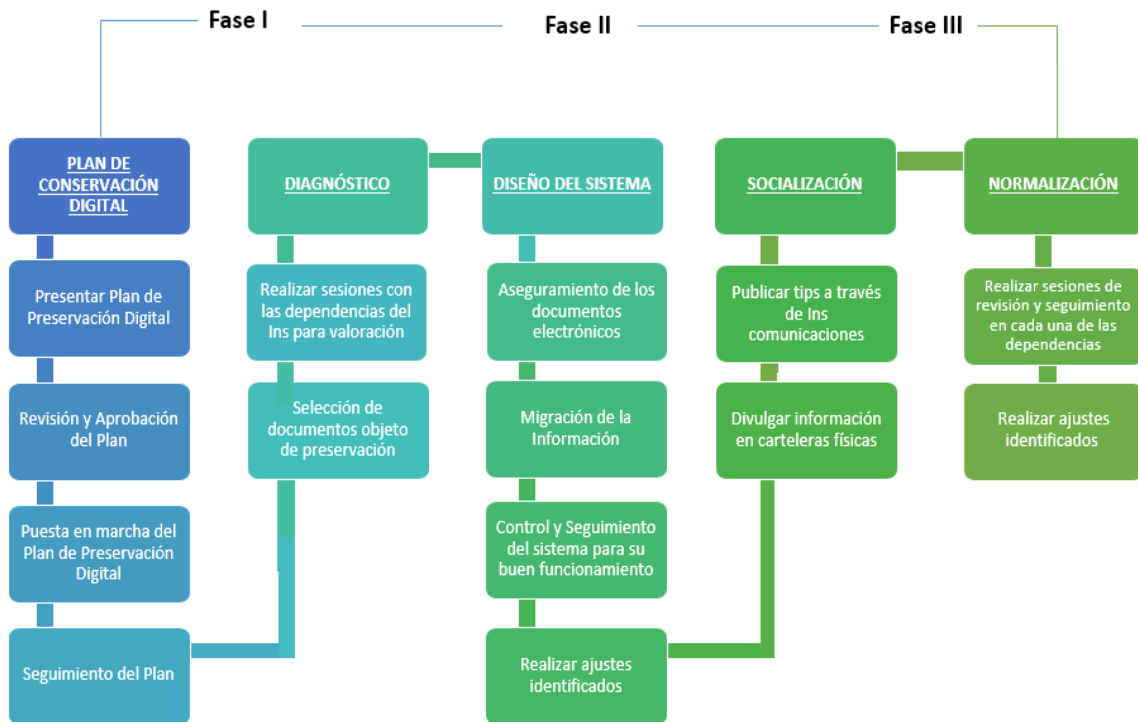 Fase I
Fase II
Fase III
PLAN DE
CONSERVACIÓN
DIGITAL
Presentar Plan de
Preservación Digital
Revisión y Aprobación
del Plan
Puesta en marcha del
Plan de Preservación
Digital
Seguimiento del Plan
DIAGNÓSTICO
Realizar sesiones con
las dependencias del
Ins para valoración
Selección de
documentos objeto
de preservación
DISEÑO DEL SISTEMA
Aseguramiento de los
documentos
electrónicos
Migración de la
Información
Control y Seguimiento
del sistema para su
buen funcionamiento
Realizar ajustes
identificados
SOCIALIZACIÓN
Publicar tips a través
de Ins
comunicaciones
Divulgar información
en carteleras físicas
NORMALIZACIÓN
Realizar sesiones de
revisión y seguimiento
en cada una de las
dependencias
Realizar ajustes
identificados